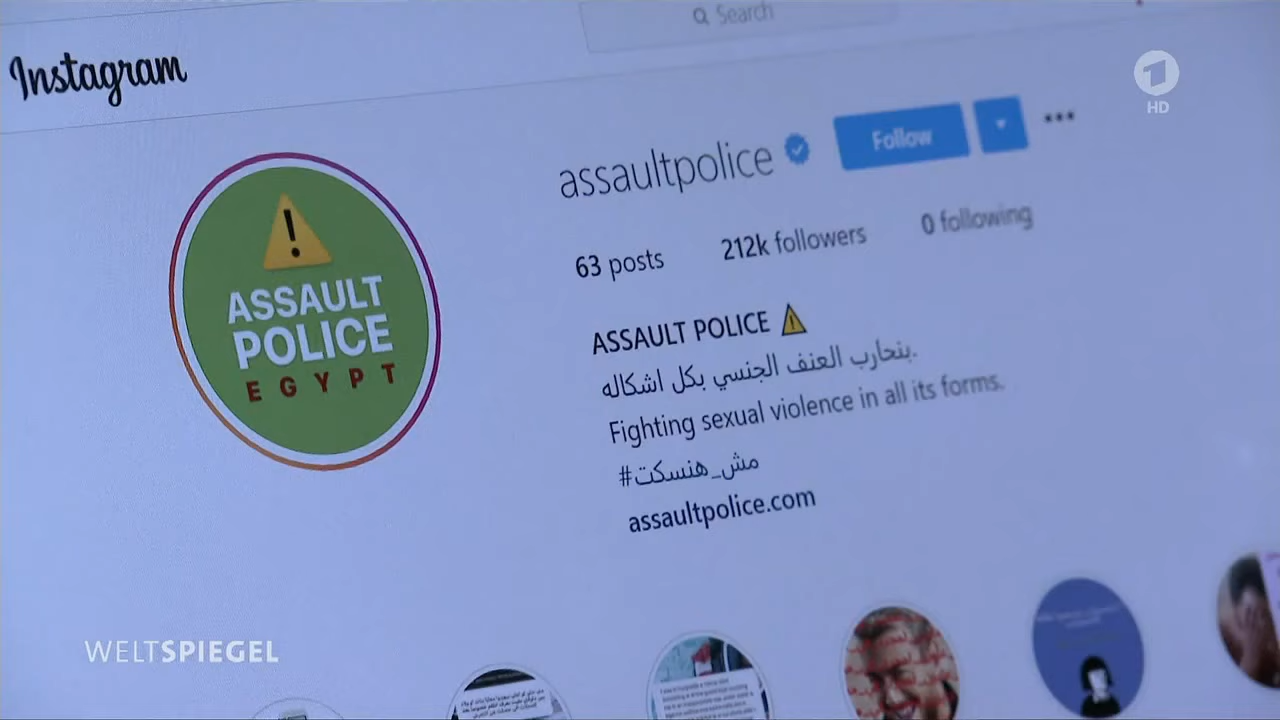 Instagram
Search
1
HD
assaultpolice
Follow
63 posts
212k followers
0 following
!
ASSAULT
POLICE
EGYPT
ASSAULT POLICE ⚠
بنحارب العنف الجنسي بكل اشكاله.
Fighting sexual violence in all its forms.
#مش_هنسكت
assaultpolice.com
WELTSPIEGEL